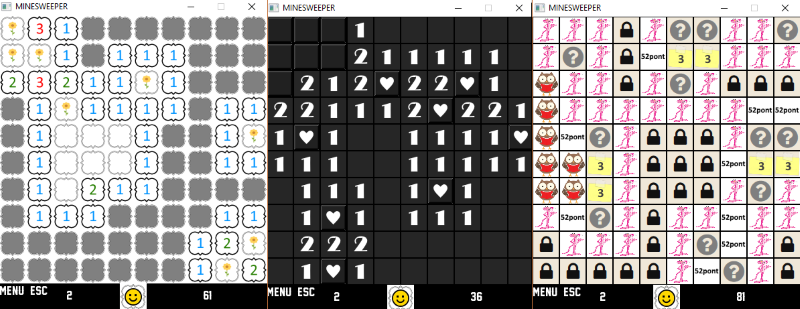 MINESWEEPER
3 1
1 1 1 1
2 3 2 1 1 1
1 1 1 1 1 1 1
1 1 1
1 1 1 1
1 2 1 1
1 1 1 1 1
1 2
1 2
MENU ESC
2 61
MINESWEEPER
1
2 1 1 1 1 1
2 1 2 2 2 1
2 2 1 1 1 2 2 2 1
1 1 1 1 1 1
1 1 1 1 1 1 1 1
1 1 1 1 1
1 1 1 1 1
2 2 2
1 1
MENU ESC
2 36
MINESWEEPER
? ? ?
? 52pont 3 3 ?
?
52pont 52pont
52pont ? ? ?
3 52pont 3 3
3 ?
52pont ? 52pont
? 52pont
52pont ?
MENU ESC
2 81